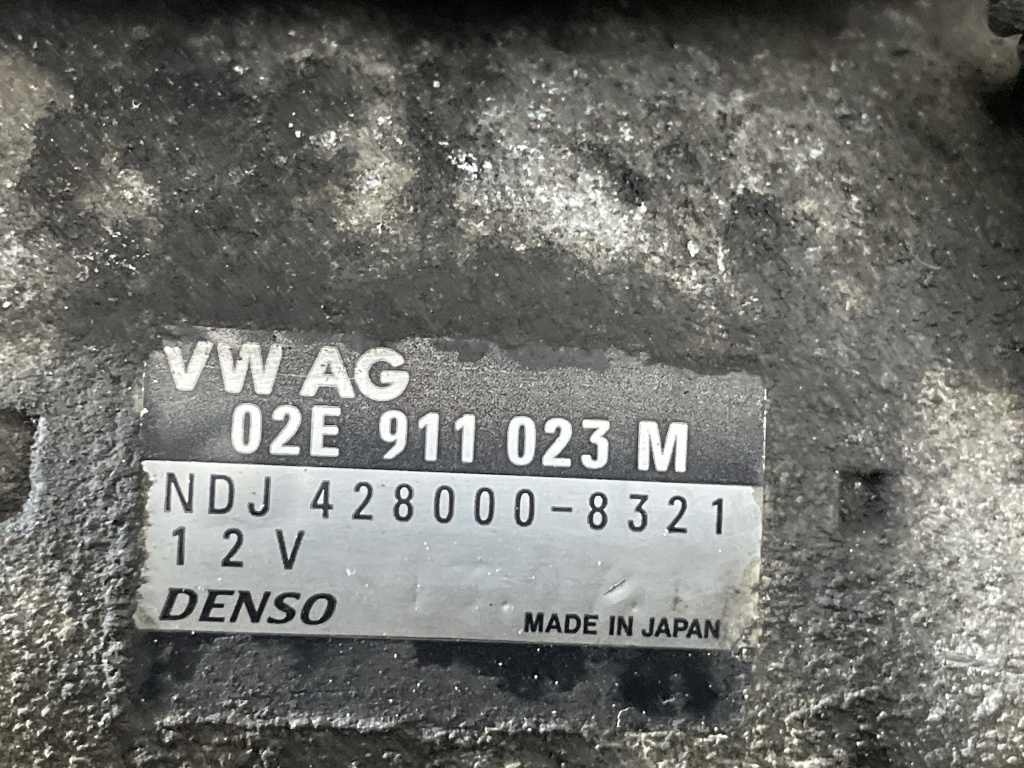 VW AG
02E 911 023 M
NDJ 428000-8321
12V
DENSO
MADE IN JAPAN